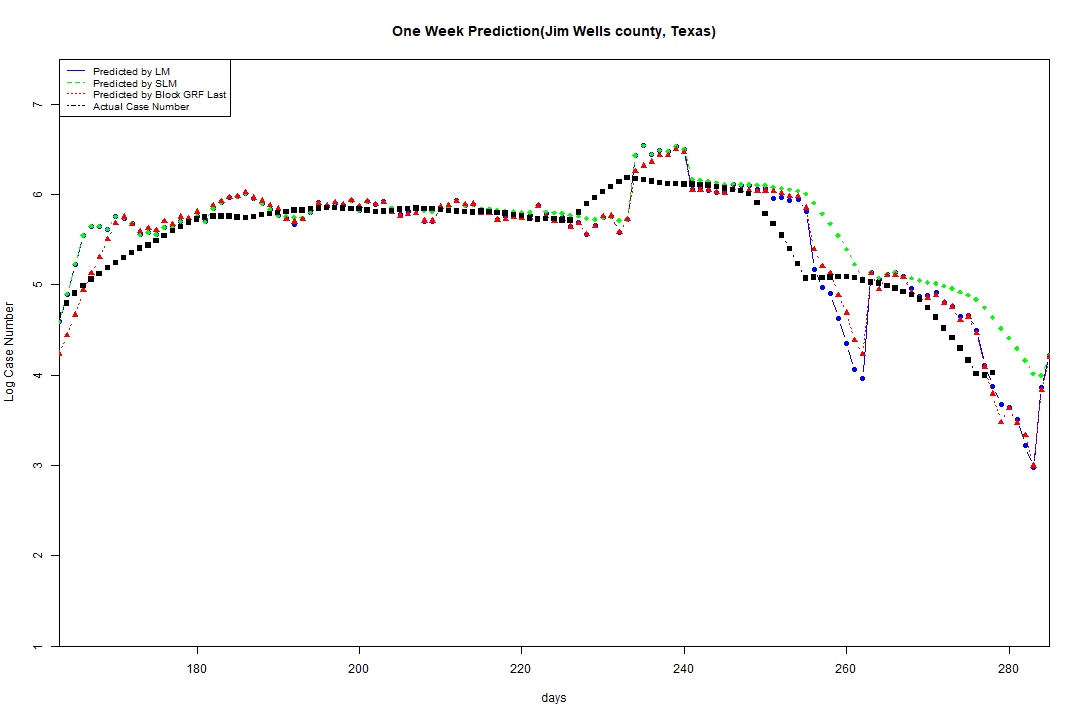 One Week Prediction(Jim Wells county, Texas)
Predicted by LM
Predicted by SLM
Predicted by Block GRF Last
Actual Case Number
7
6
5
4
3
2
1
Log Case Number
180 200 220 240 260 280
days